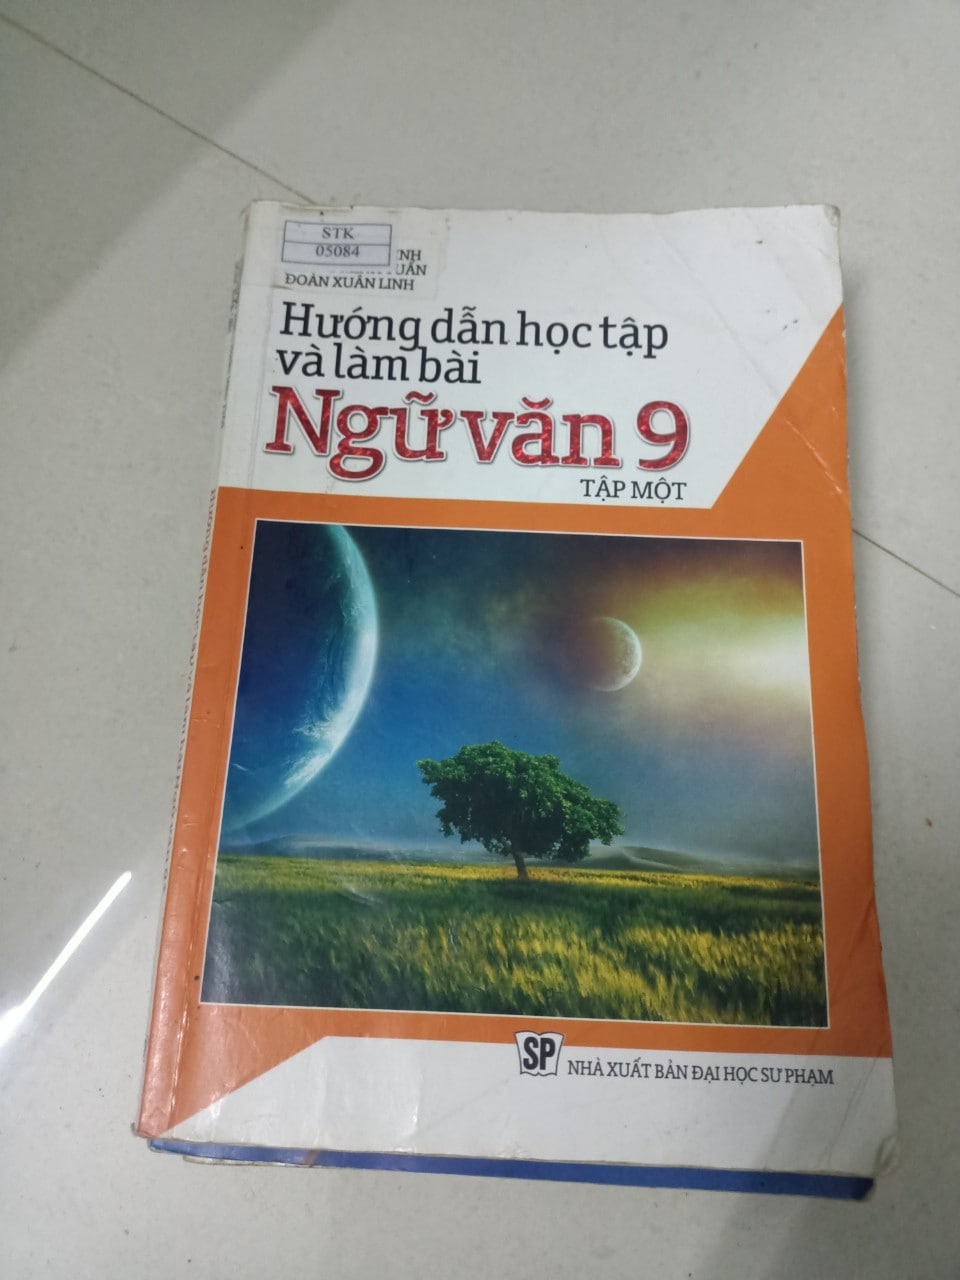 STK
05084
ĐOÀN XUÂN LINH
Hướng dẫn học tập
và làm bài
Ngữ văn 9
TẬP MỘT
SP
NHÀ XUẤT BẢN ĐẠI HỌC SƯ PHẠM